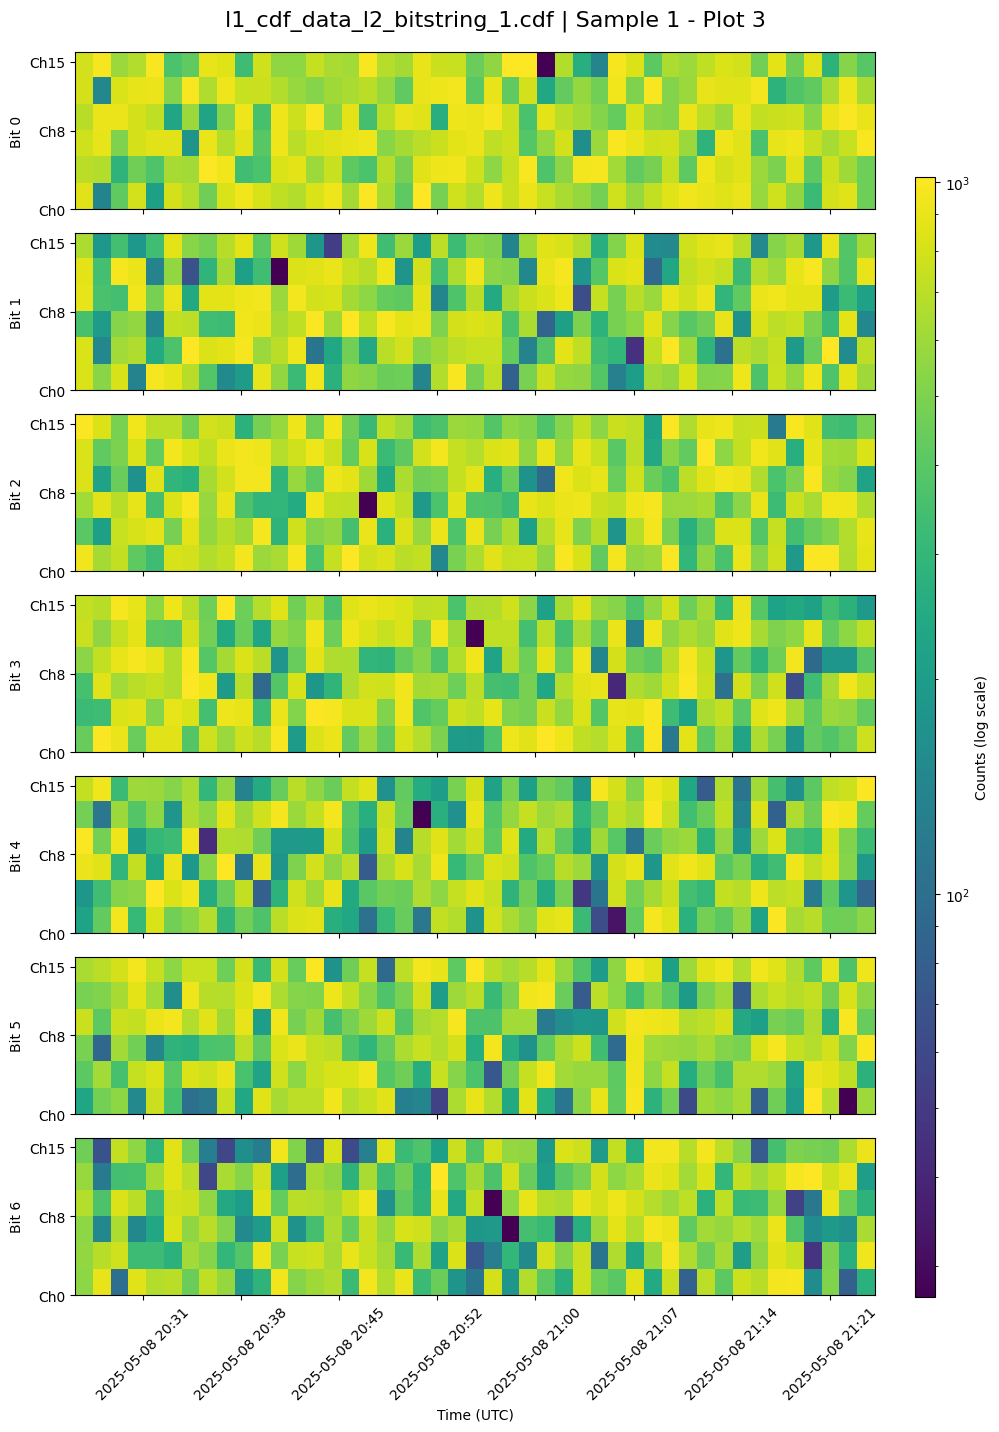 l1_cdf_data_l2_bitstring_1.cdf | Sample 1 - Plot 3
Ch15
Ch8
Ch0
Bit 0
Ch15
Ch8
Ch0
Bit 1
Ch15
Ch8
Ch0
Bit 2
Ch15
Ch8
Ch0
Bit 3
Ch15
Ch8
Ch0
Bit 4
Ch15
Ch8
Ch0
Bit 5
Ch15
Ch8
Ch0
Bit 6
2025-05-08 20:31
2025-05-08 20:38
2025-05-08 20:45
2025-05-08 20:52
2025-05-08 21:00
2025-05-08 21:07
2025-05-08 21:14
2025-05-08 21:21
Time (UTC)
10³
10²
Counts (log scale)